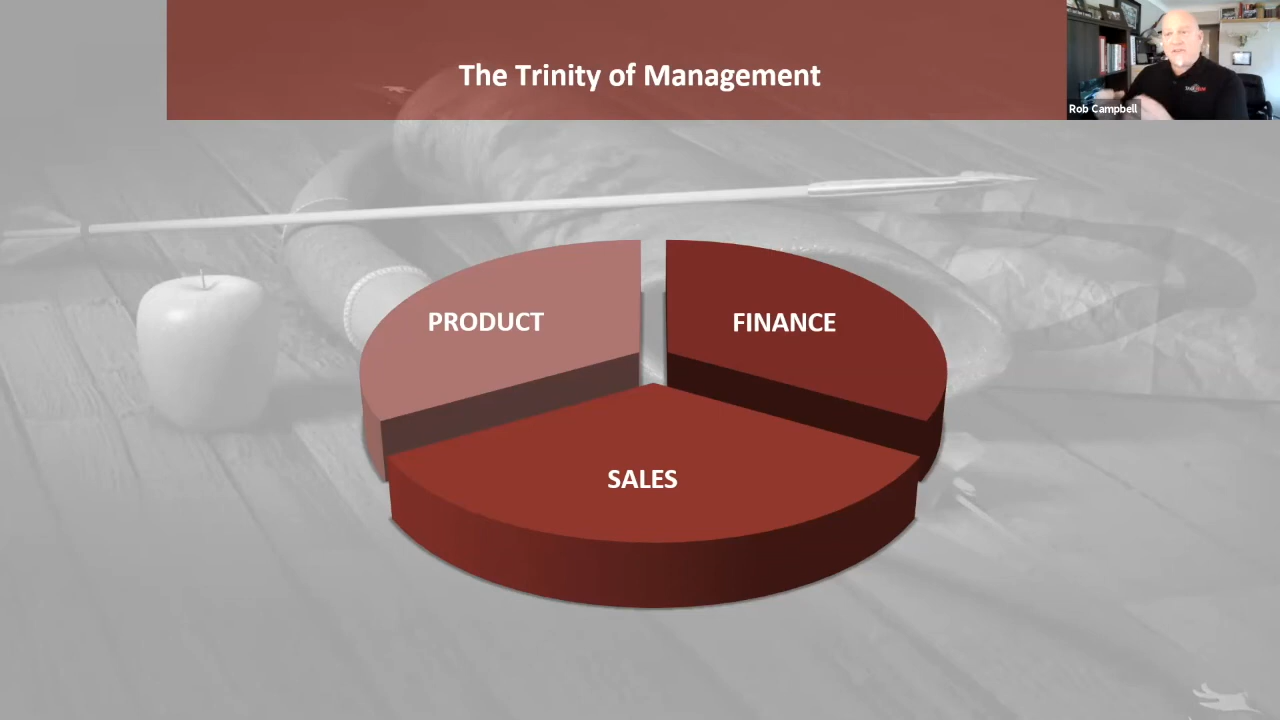 The Trinity of Management
Rob Campbell
PRODUCT
FINANCE
SALES